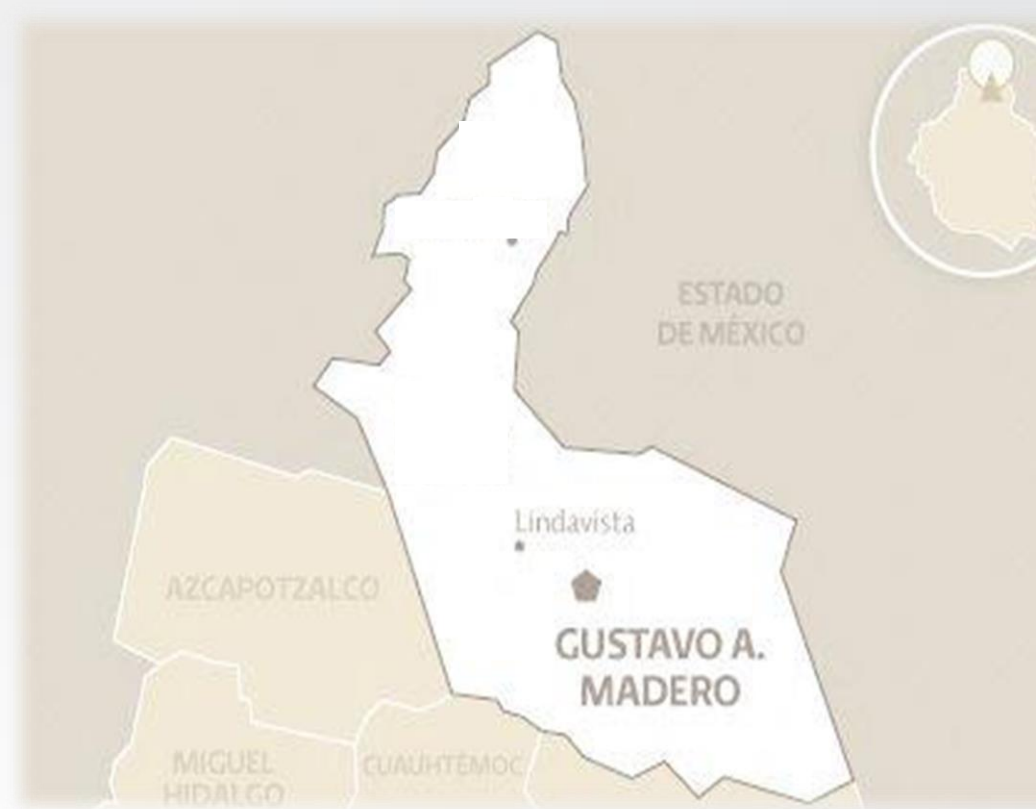 ESTADO
DE MÉXICO
Lindavista
AZCAPOTZALCO
GUSTAVO A.
MADERO
MIGUEL
HIDALGO
CUAUHTÉMOC